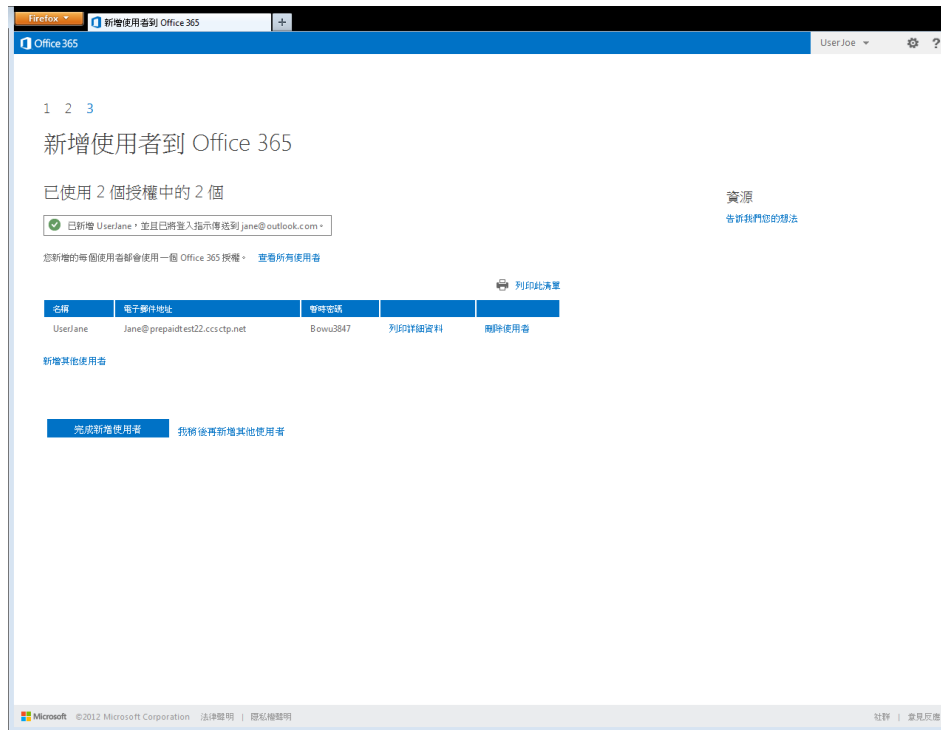 Firefox
新增使用者到 Office 365
+
Office 365
UserJoe
?
1 2 3
新增使用者到 Office 365
已使用 2 個授權中的 2 個
資源
告訴我們您的想法
已新增 UserJane，並且已將登入指示傳送到 jane@outlook.com。
您新增的每個使用者都會使用一個 Office 365 授權。 查看所有使用者
列印此清單
名稱 電子郵件地址 暫時密碼
UserJane Jane@prepaidtest22.ccsctp.net Bowu3847 列印詳細資料 刪除使用者
新增其他使用者
完成新增使用者 我稍後再新增其他使用者
Microsoft ©2012 Microsoft Corporation 法律聲明 | 隱私權聲明 社群 | 意見反應